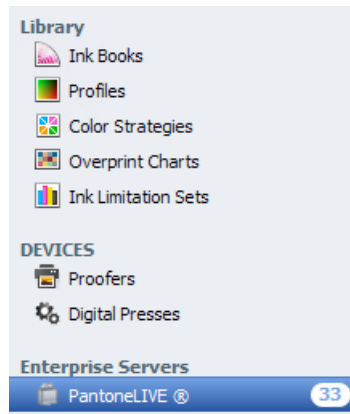 Library
Ink Books
Profiles
Color Strategies
Overprint Charts
Ink Limitation Sets
DEVICES
Proofers
Digital Presses
Enterprise Servers
PantoneLIVE ® 33